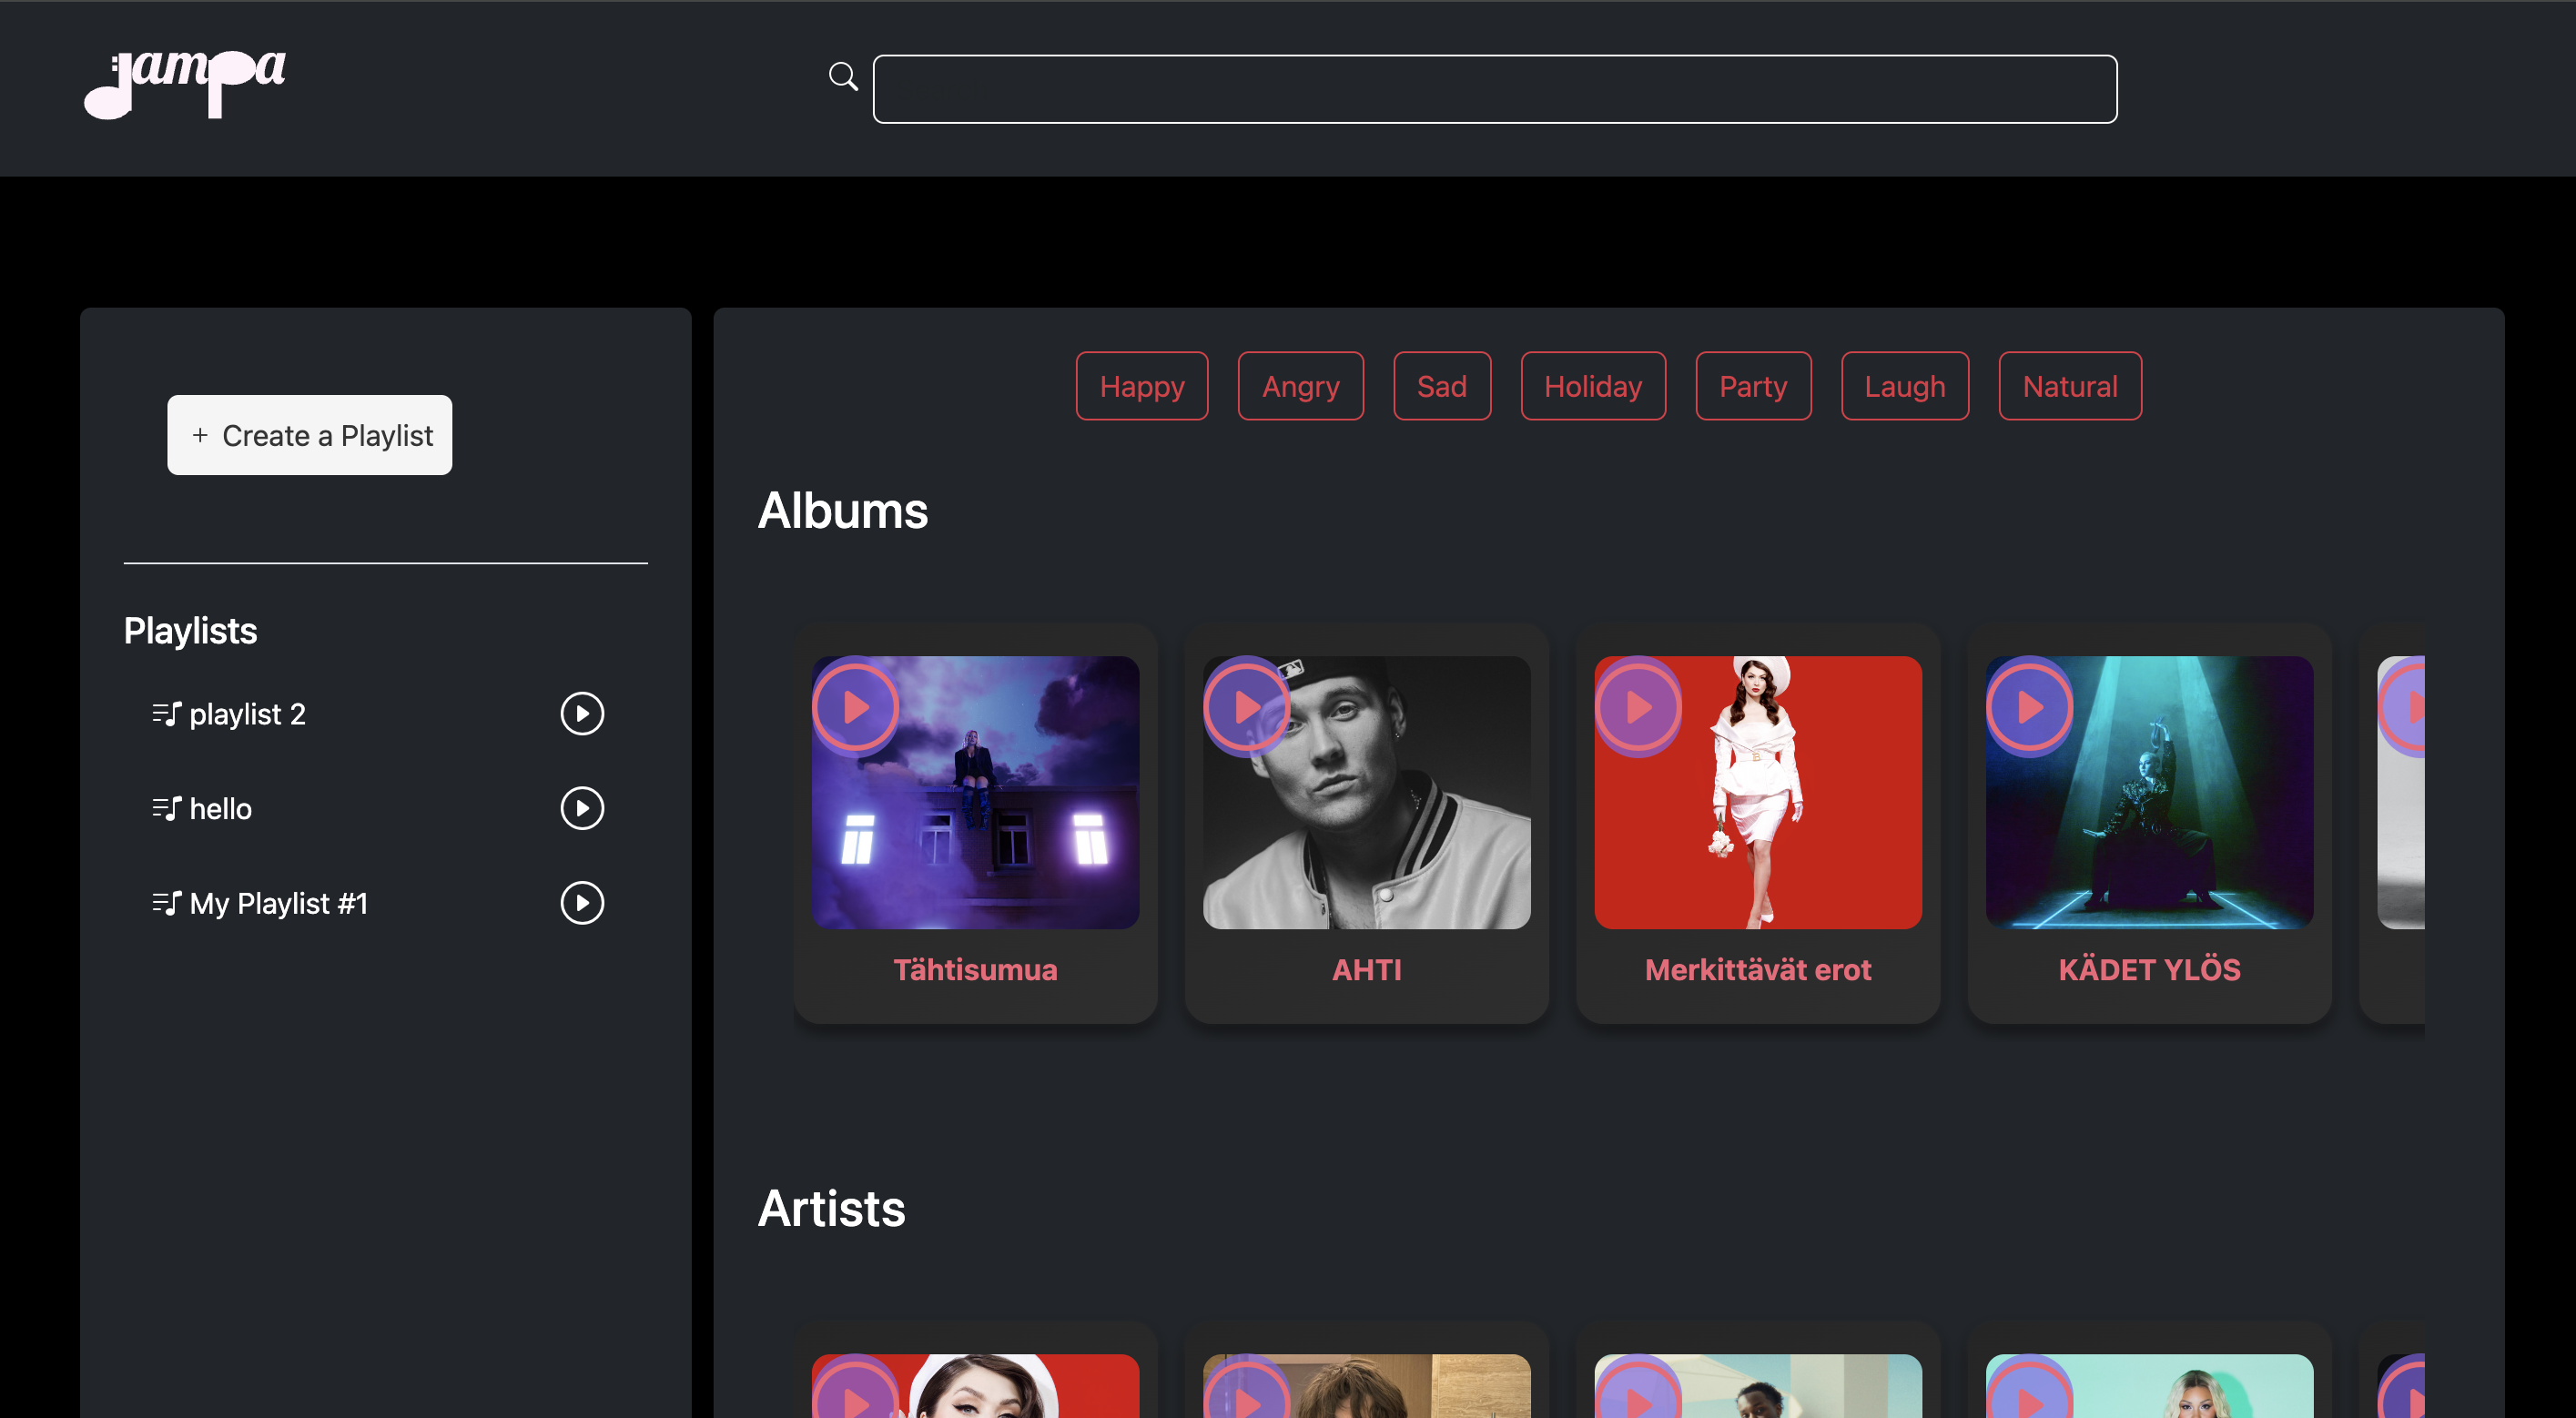 jampa
Happy Angry Sad Holiday Party Laugh Natural
+ Create a Playlist
Albums
Playlists
playlist 2
hello
My Playlist #1
Tähtisumua AHTI Merkittävät erot KÄDET YLÖS
Artists